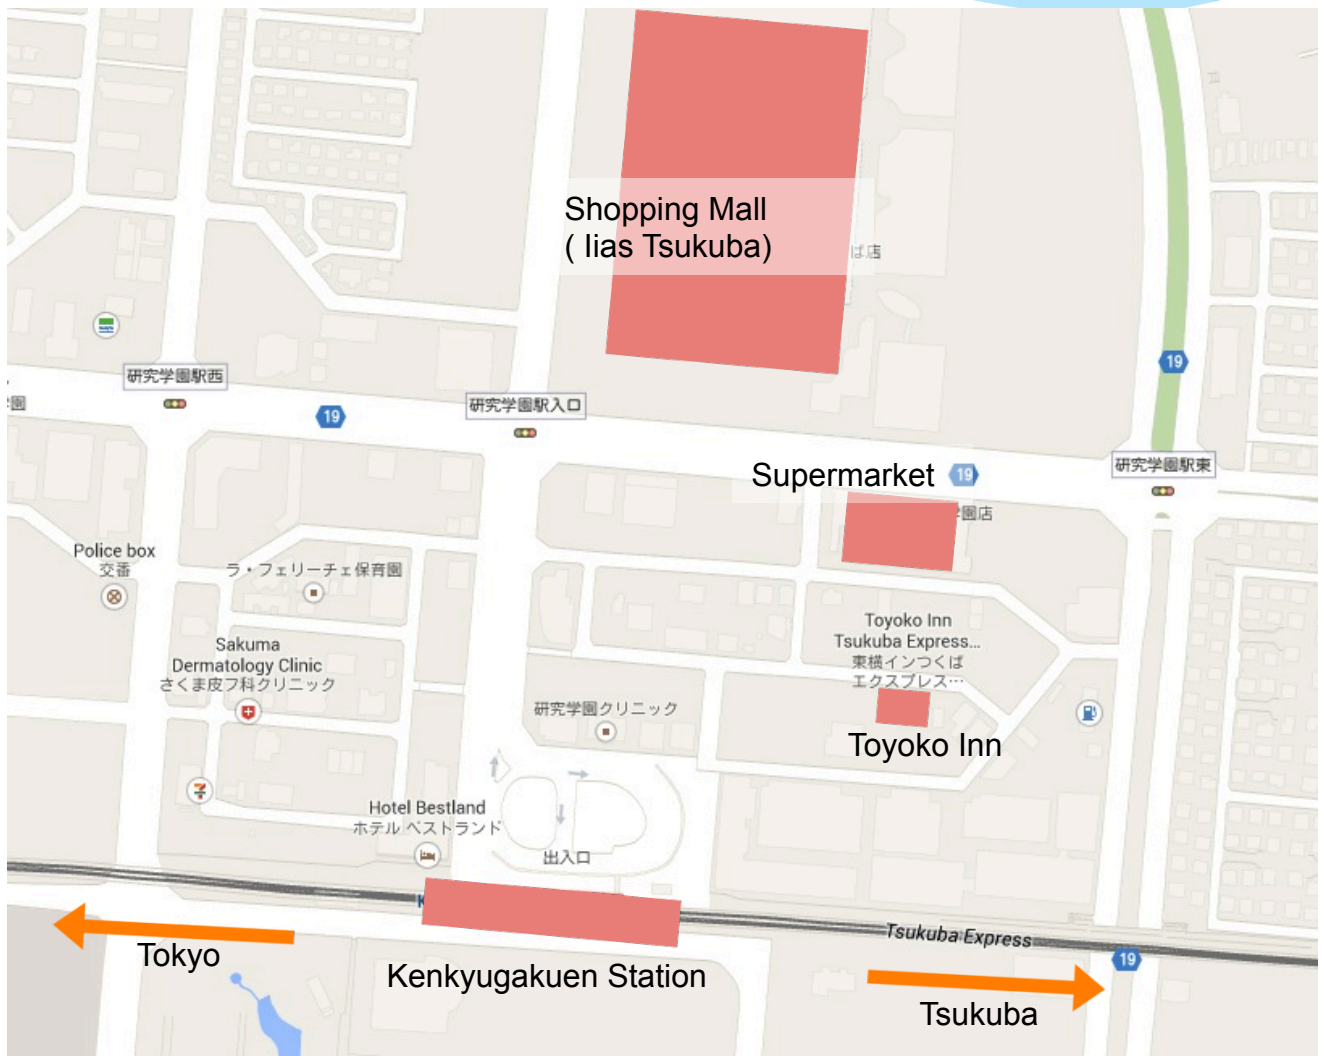 Shopping Mall
( Iias Tsukuba)
ば店
研究学園駅西
19
学園
19
研究学園駅入口
研究学園駅東
Supermarket
19
学園店
Police box
交番
ラ・フェリーチェ保育園
Toyoko Inn
Tsukuba Express...
東横インつくば
エクスプレス…
Sakuma
Dermatology Clinic
さくま皮フ科クリニック
研究学園クリニック
Toyoko Inn
7
Hotel Bestland
ホテル ベストランド
出入口
K
Tsukuba Express
Tokyo
Kenkyugakuen Station
19
Tsukuba